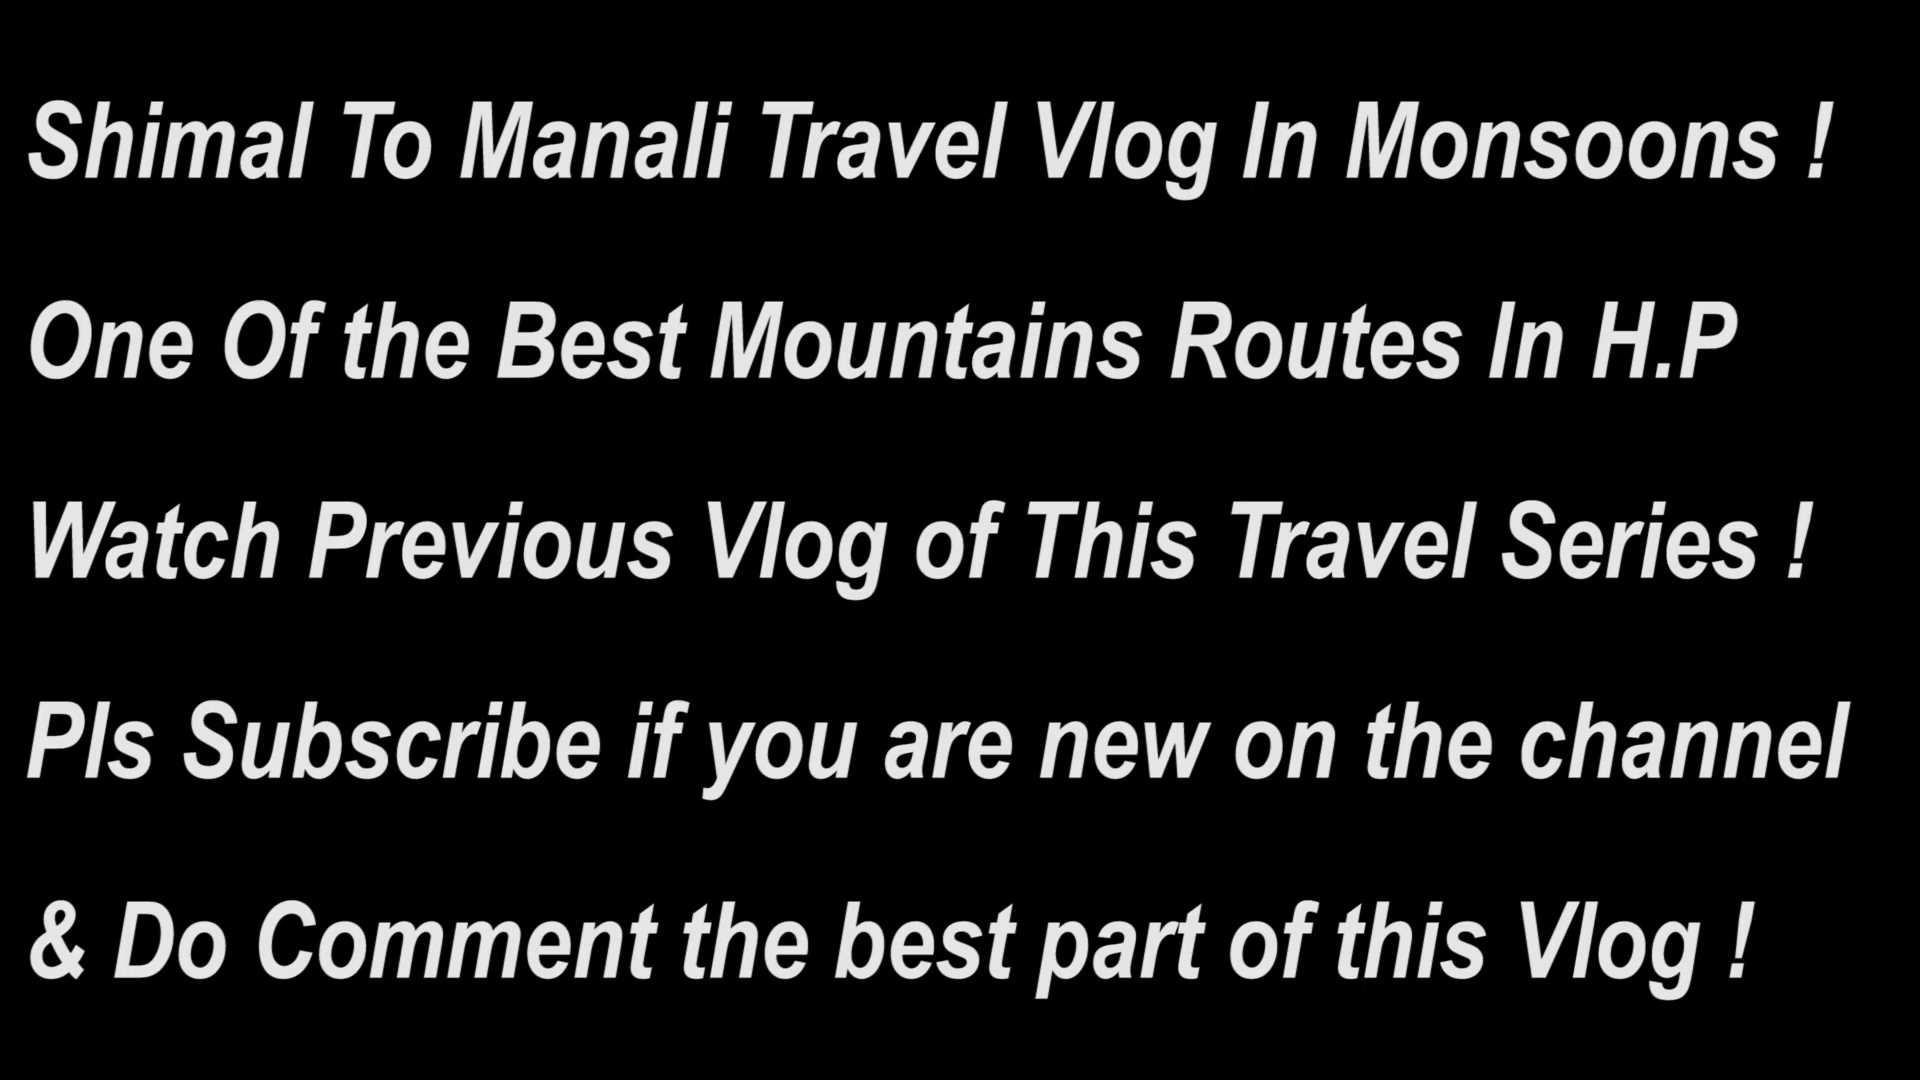 Shimal To Manali Travel Vlog In Monsoons !
One Of the Best Mountains Routes In H.P
Watch Previous Vlog of This Travel Series !
Pls Subscribe if you are new on the channel
& Do Comment the best part of this Vlog !